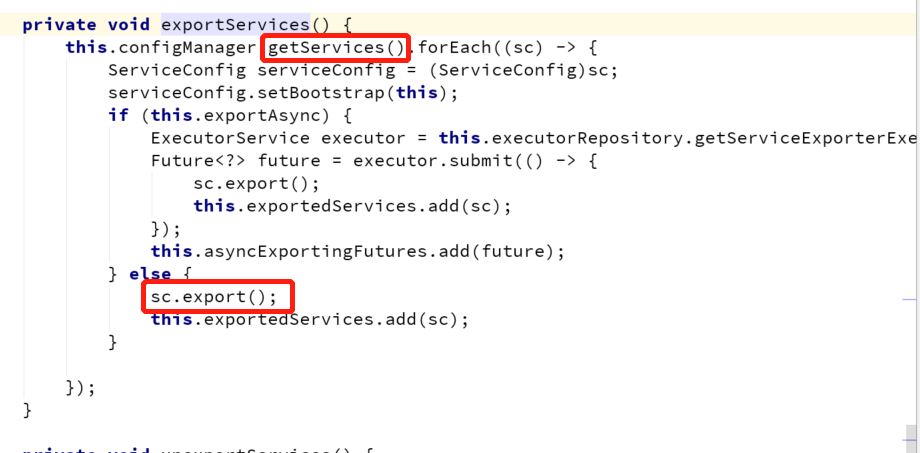 private void exportServices() {
    this.configManager.getServices().forEach((sc) -> {
        ServiceConfig serviceConfig = (ServiceConfig)sc;
        serviceConfig.setBootstrap(this);
        if (this.exportAsync) {
            ExecutorService executor = this.executorRepository.getServiceExporterExe
            Future<?> future = executor.submit(() -> {
                sc.export();
                this.exportedServices.add(sc);
            });
            this.asyncExportingFutures.add(future);
        } else {
            sc.export();
            this.exportedServices.add(sc);
        }
    });
}
private void unexportServices() {